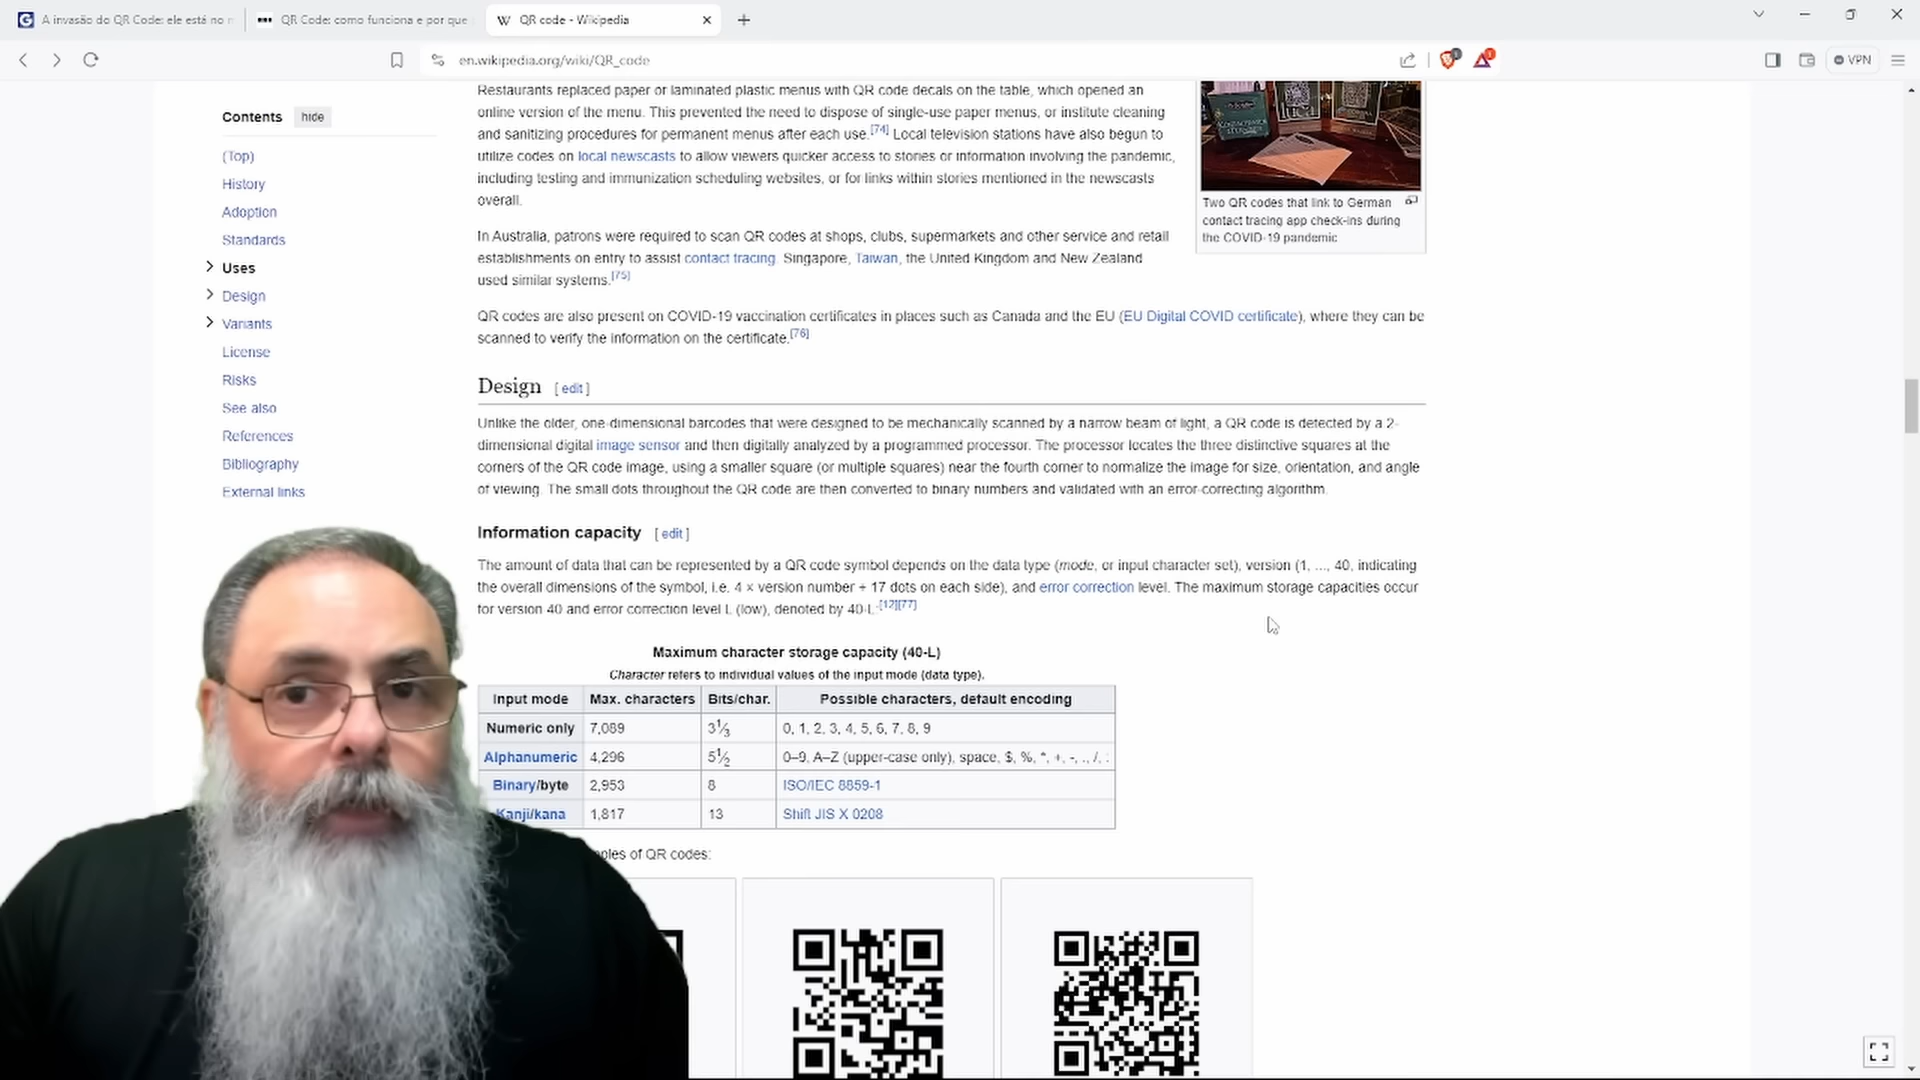 A invasão do QR Code: ele está no m
QR Code: como funciona e por que
QR code - Wikipedia
en.wikipedia.org/wiki/QR_code
VPN
Contents hide
(Top)
History
Adoption
Standards
Uses
Design
Variants
License
Risks
See also
References
Bibliography
External links
Restaurants replaced paper or laminated plastic menus with QR code decals on the table, which opened an
online version of the menu. This prevented the need to dispose of single-use paper menus, or institute cleaning
and sanitizing procedures for permanent menus after each use.[74] Local television stations have also begun to
utilize codes on local newscasts to allow viewers quicker access to stories or information involving the pandemic,
including testing and immunization scheduling websites, or for links within stories mentioned in the newscasts
overall.
Two QR codes that link to German
contact tracing app check-ins during
the COVID-19 pandemic
In Australia, patrons were required to scan QR codes at shops, clubs, supermarkets and other service and retail
establishments on entry to assist contact tracing. Singapore, Taiwan, the United Kingdom and New Zealand
used similar systems.[75]
QR codes are also present on COVID-19 vaccination certificates in places such as Canada and the EU (EU Digital COVID certificate), where they can be
scanned to verify the information on the certificate.[76]
Design [ edit ]
Unlike the older, one-dimensional barcodes that were designed to be mechanically scanned by a narrow beam of light, a QR code is detected by a 2-
dimensional digital image sensor and then digitally analyzed by a programmed processor. The processor locates the three distinctive squares at the
corners of the QR code image, using a smaller square (or multiple squares) near the fourth corner to normalize the image for size, orientation, and angle
of viewing. The small dots throughout the QR code are then converted to binary numbers and validated with an error-correcting algorithm.
Information capacity [ edit ]
The amount of data that can be represented by a QR code symbol depends on the data type (mode, or input character set), version (1, ..., 40, indicating
the overall dimensions of the symbol, i.e. 4 × version number + 17 dots on each side), and error correction level. The maximum storage capacities occur
for version 40 and error correction level L (low), denoted by 40-L:[12][77]
Maximum character storage capacity (40-L)
Character refers to individual values of the input mode (data type).
Input mode Max. characters Bits/char. Possible characters, default encoding
Numeric only 7,089 3⅓ 0, 1, 2, 3, 4, 5, 6, 7, 8, 9
Alphanumeric 4,296 5½ 0–9, A–Z (upper-case only), space, $, %, *, +, -, ., /, :
Binary/byte 2,953 8 ISO/IEC 8859-1
Kanji/kana 1,817 13 Shift JIS X 0208
ples of QR codes: